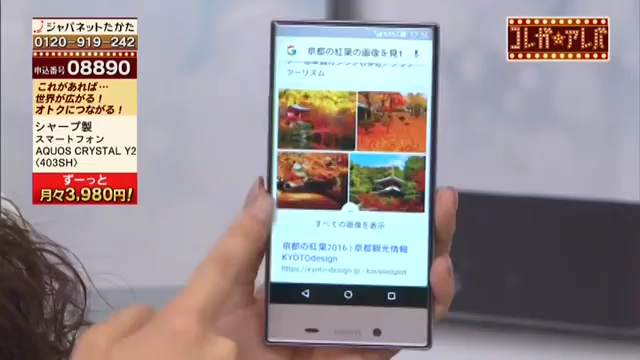 ジャパネットたかた
0120-919-242
申込番号 08890
これがあれば…
世界が広がる！
オトクにつながる！
シャープ製
スマートフォン
AQUOS CRYSTAL Y2
〈403SH〉
ずーっと
月々3,980円！
コレガ★アレバ
京都の紅葉の画像を見
ツーリズム
すべての画像を表示
京都の紅葉2016 | 京都観光情報
KYOTOdesign